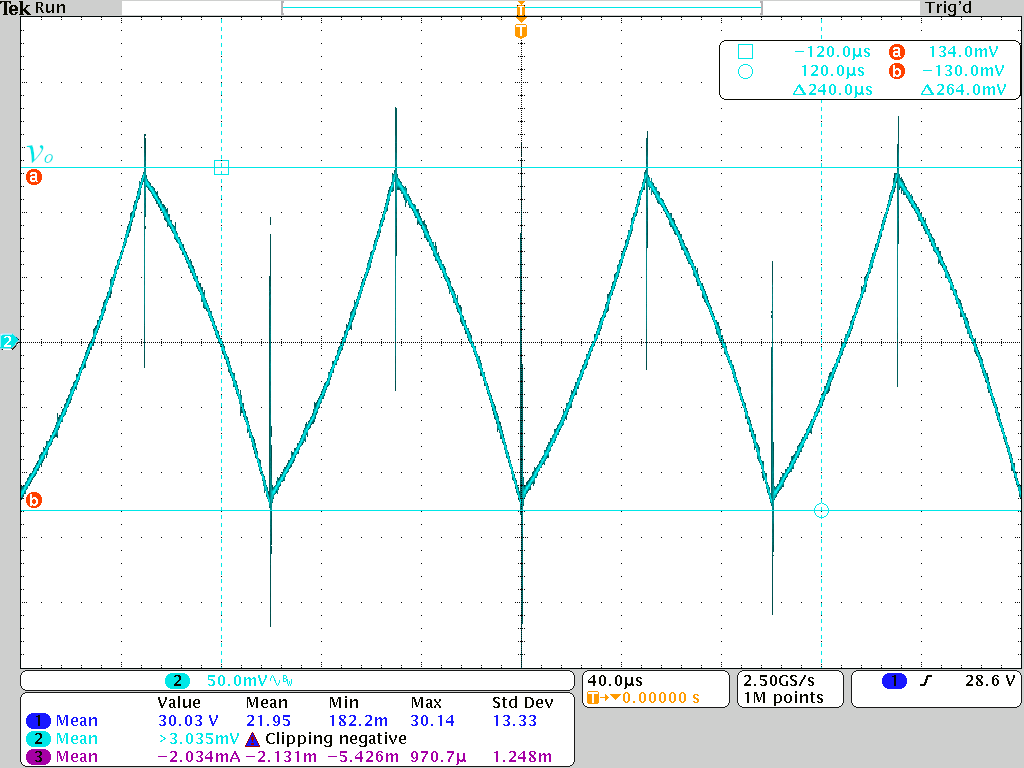 Tek Run Trig'd
T
T
−120.0µs a 134.0mV
120.0µs b −130.0mV
Δ240.0µs Δ264.0mV
Vo
a
2
b
2 50.0mV∿BW
40.0µs
T→▼0.00000 s
2.50GS/s
1M points
1 28.6 V
Value Mean Min Max Std Dev
1 Mean 30.03 V 21.95 182.2m 30.14 13.33
2 Mean >3.035mV Clipping negative
3 Mean −2.034mA −2.131m −5.426m 970.7µ 1.248m